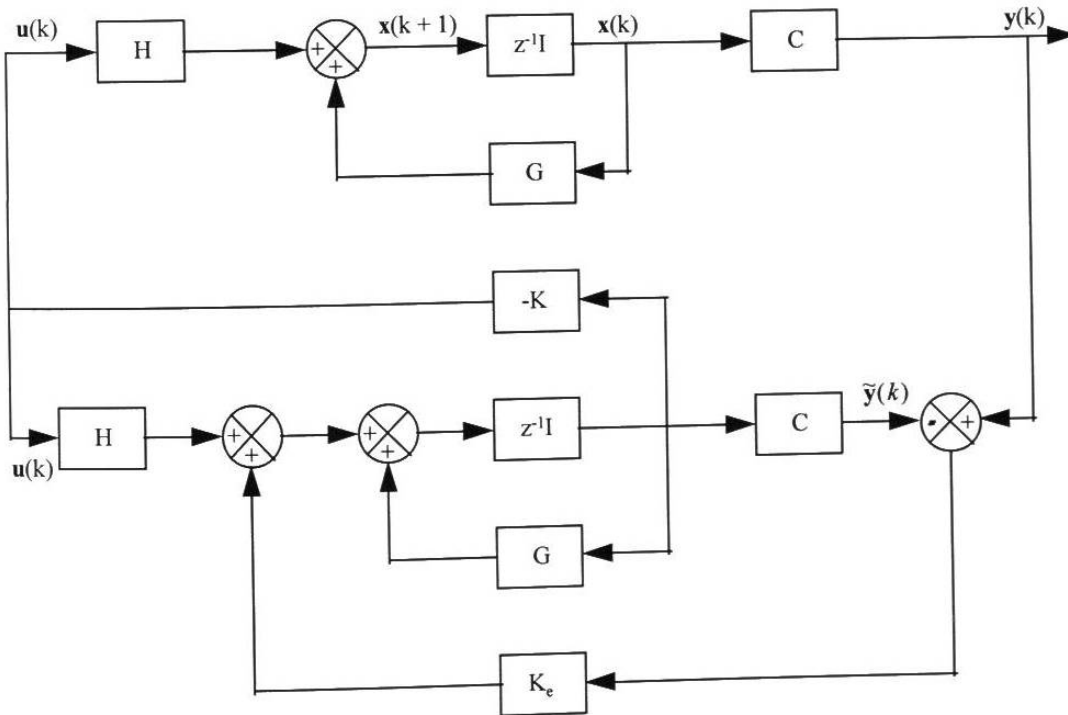 u(k)
H
+
+
x(k + 1)
z⁻¹I
x(k)
C
y(k)
G
-K
u(k)
H
+
+
+
+
z⁻¹I
C
ỹ(k)
-
+
G
Kₑ